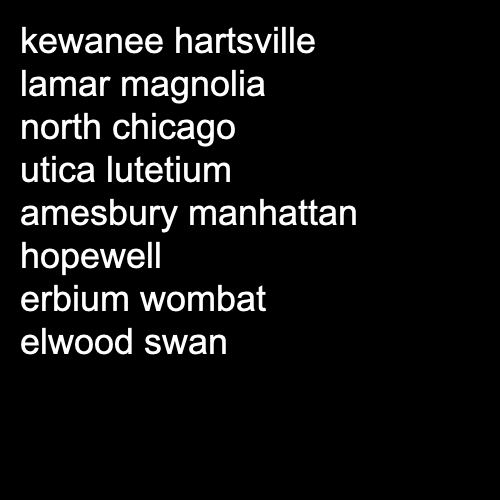 kewanee hartsville
lamar magnolia
north chicago
utica lutetium
amesbury manhattan
hopewell
erbium wombat
elwood swan